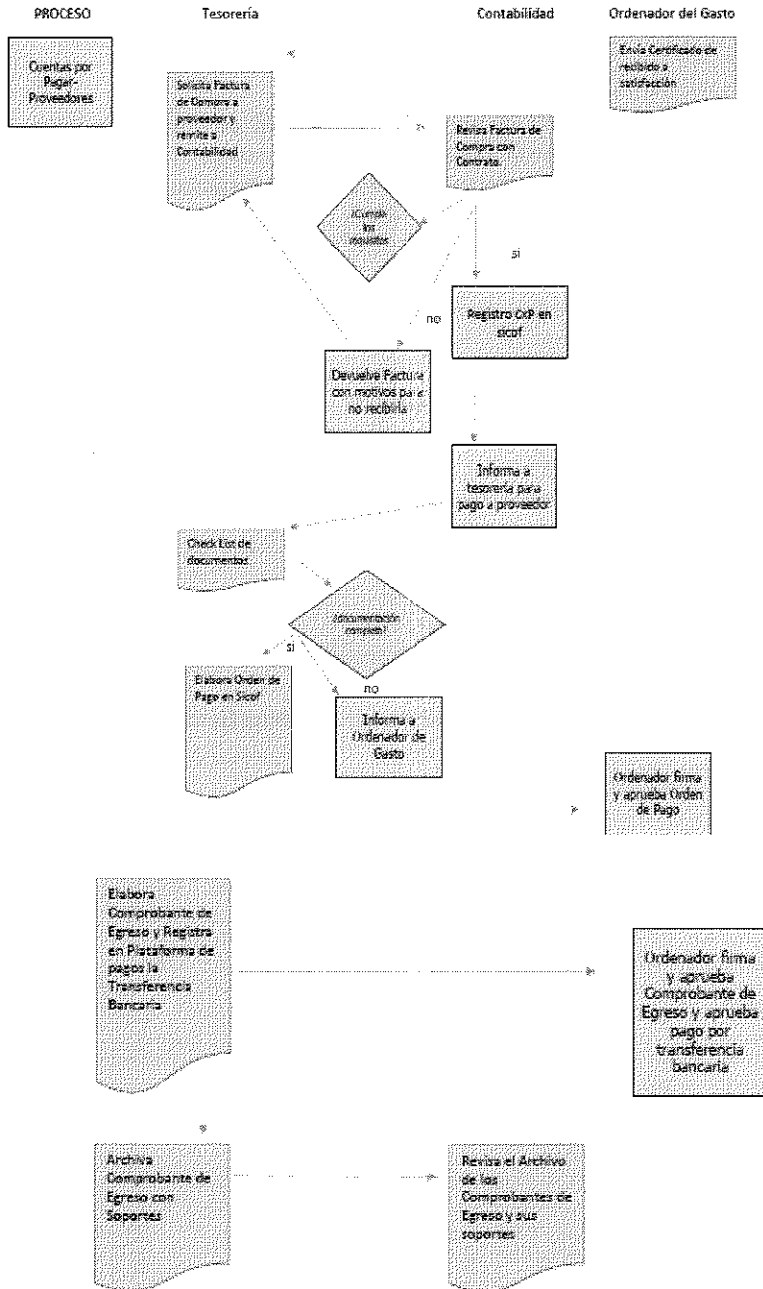 PROCESO
Tesorería
Contabilidad
Ordenador del Gasto
Cuentas por
Pagar-
Proveedores
Envía Certificado de
recibido a
satisfacción
Solicita Factura
de Compra a
proveedor y
remite a
Contabilidad
Revisa Factura de
Compra con
Contrato.
¿Cumple
los
requisitos
si
no
Registro CXP en
sicof
Devuelve Factura
con motivos para
no recibirla
Informa a
tesorería para
pago a proveedor
Check List de
documentos
¿documentación
completa?
si
no
Elabora Orden de
Pago en Sicof
Informa a
Ordenador de
Gasto
Ordenador firma
y aprueba Orden
de Pago
Elabora
Comprobante de
Egreso y Registra
en Plataforma de
pagos la
Transferencia
Bancaria
Ordenador firma
y aprueba
Comprobante de
Egreso y aprueba
pago por
transferencia
bancaria
Archiva
Comprobante de
Egreso con
Soportes
Revisa el Archivo
de los
Comprobantes de
Egreso y sus
soportes